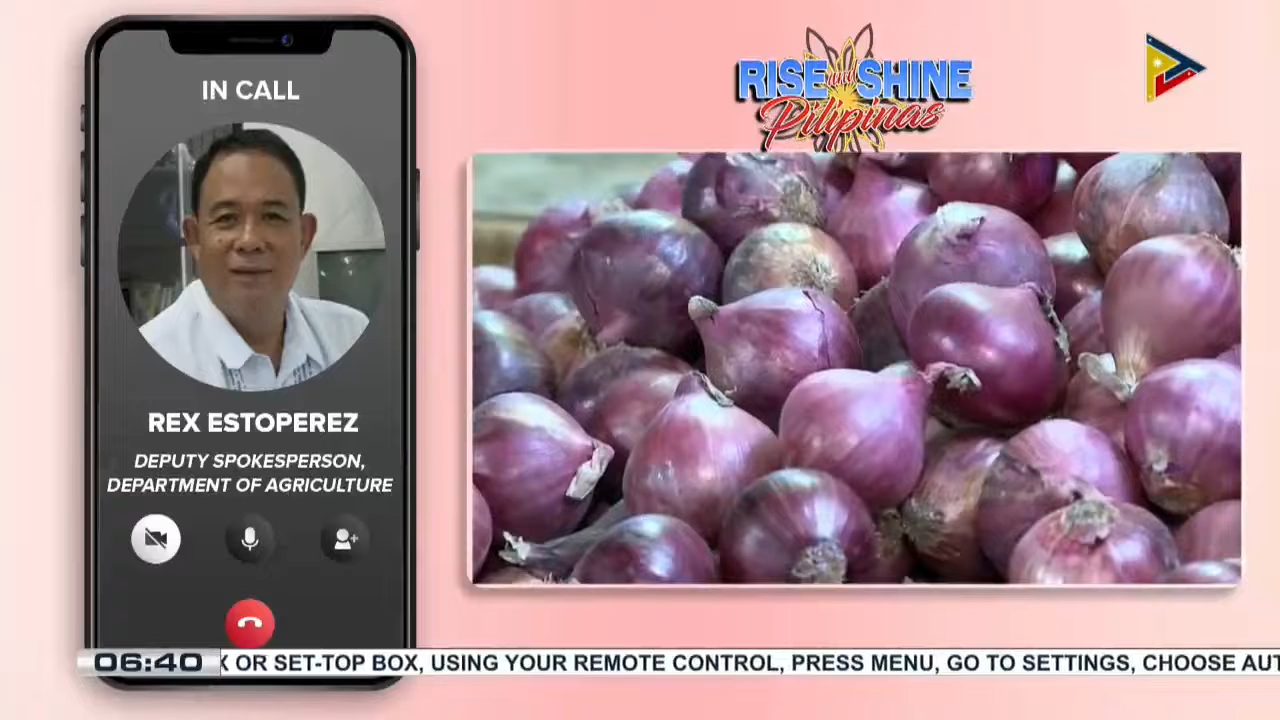 IN CALL
REX ESTOPEREZ
DEPUTY SPOKESPERSON,
DEPARTMENT OF AGRICULTURE
RISE and SHINE
Pilipinas
06:40
X OR SET-TOP BOX, USING YOUR REMOTE CONTROL, PRESS MENU, GO TO SETTINGS, CHOOSE AUT